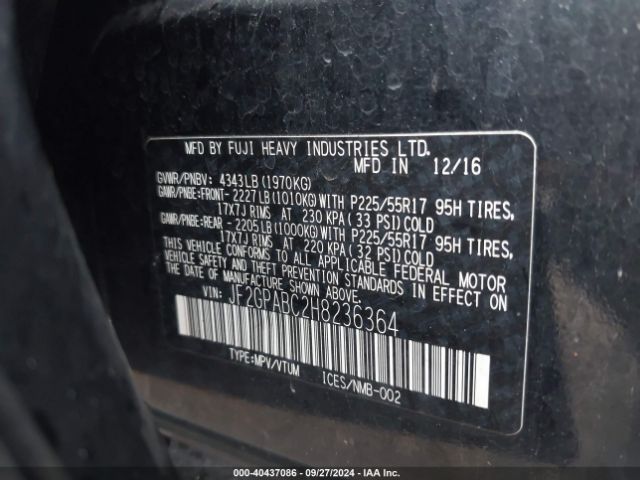 MFD BY FUJI HEAVY INDUSTRIES LTD.
MFD IN 12/16
GVWR/PNBV: 4343LB (1970KG)
GAWR/PNBE:FRONT- 2227 LB (1010KG) WITH P225/55R17 95H TIRES,
17X7J RIMS AT 230 KPA (33 PSI) COLD
GAWR/PNBE:REAR - 2205 LB (1000KG) WITH P225/55R17 95H TIRES,
17X7J RIMS AT 220 KPA (32 PSI) COLD
THIS VEHICLE CONFORMS TO ALL APPLICABLE FEDERAL MOTOR
VEHICLE SAFETY AND THEFT PREVENTION STANDARDS IN EFFECT ON
THE DATE OF MANUFACTURE SHOWN ABOVE.
VIN: JF2GPABC2H8236364
TYPE:MPV/VTUM ICES/NMB-002
000-40437086 - 09/27/2024 - IAA Inc.